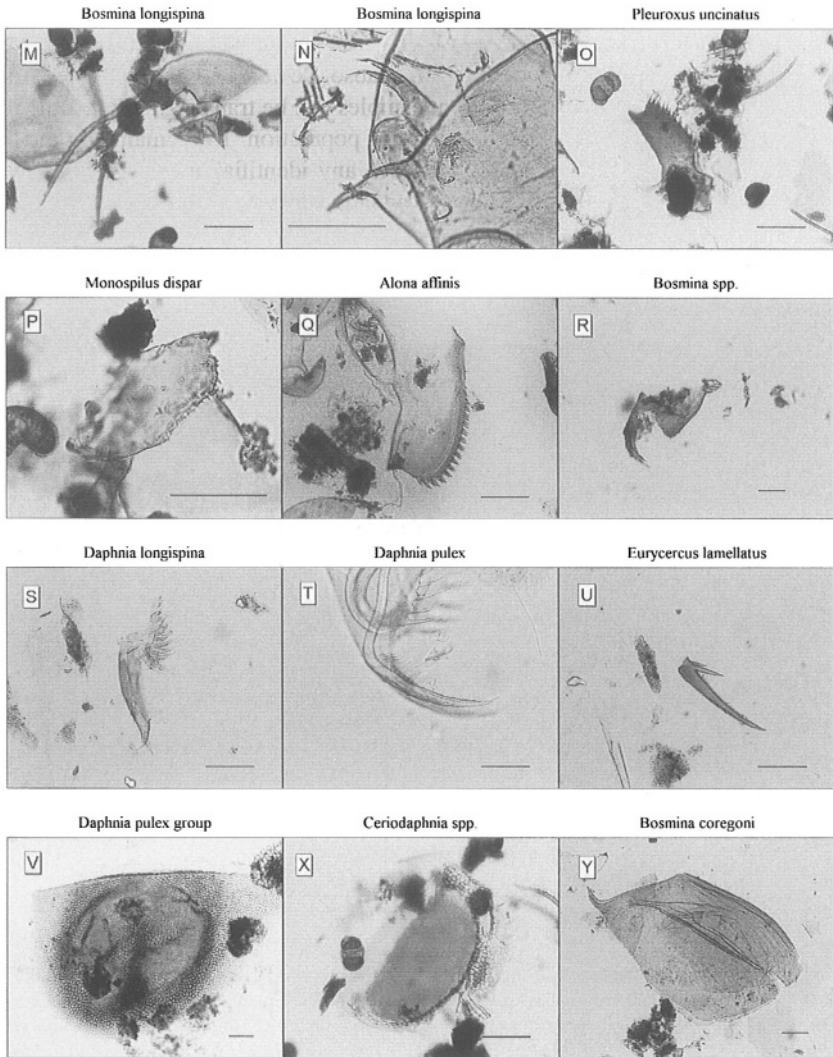 Bosmina longispina Bosmina longispina Pleuroxus uncinatus
M N O
Monospilus dispar Alona affinis Bosmina spp.
P Q R
Daphnia longispina Daphnia pulex Eurycercus lamellatus
S T U
Daphnia pulex group Ceriodaphnia spp. Bosmina coregoni
V X Y